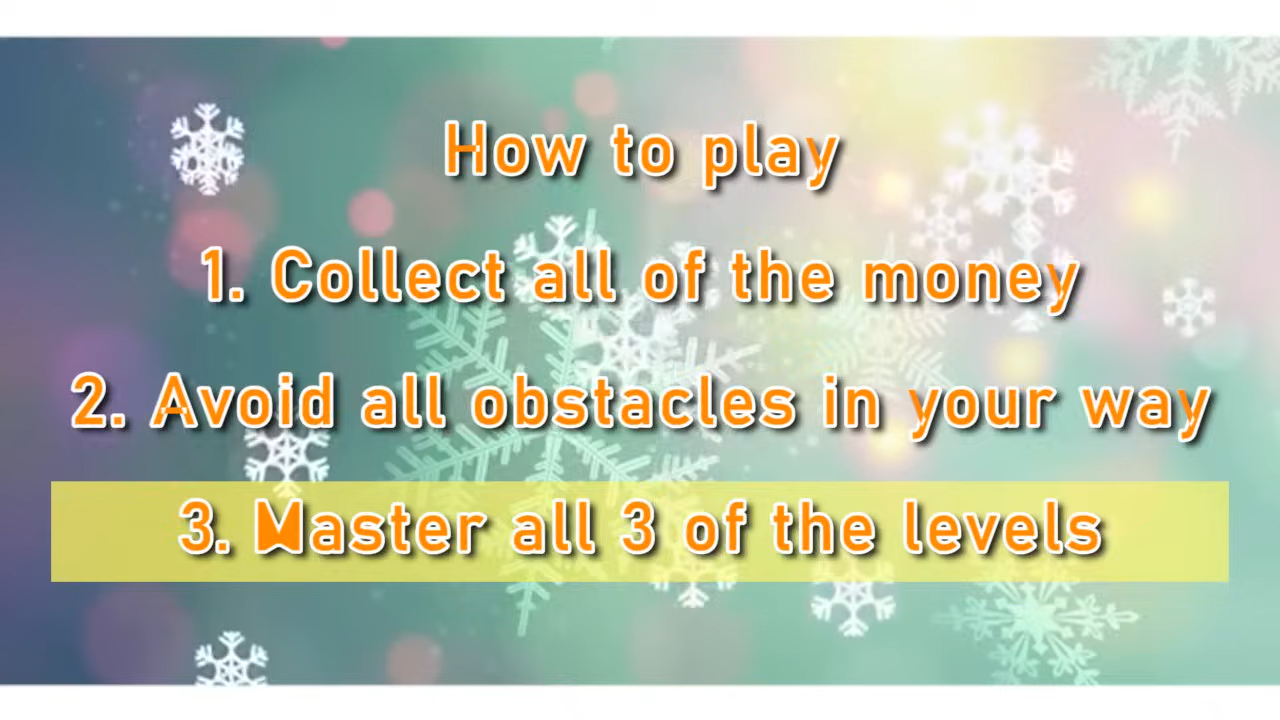 How to play
1. Collect all of the money
2. Avoid all obstacles in your way
3. Master all 3 of the levels